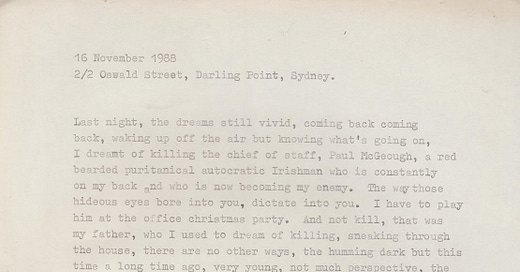 16 November 1988
2/2 Oswald Street, Darling Point, Sydney.
Last night, the dreams still vivid, coming back coming
back, waking up off the air but knowing what's going on,
I dreamt of killing the chief of staff, Paul McGeough, a red
bearded puritanical autocratic Irishman who is constantly
on my back and who is now becoming my enemy.  The way those
hideous eyes bore into you, dictate into you.  I have to play
him at the office christmas party.  And not kill, that was
my father, who I used to dream of killing, sneaking through
the house, there are no other ways, the humming dark but this
time a long time ago, very young, not much perspective. the